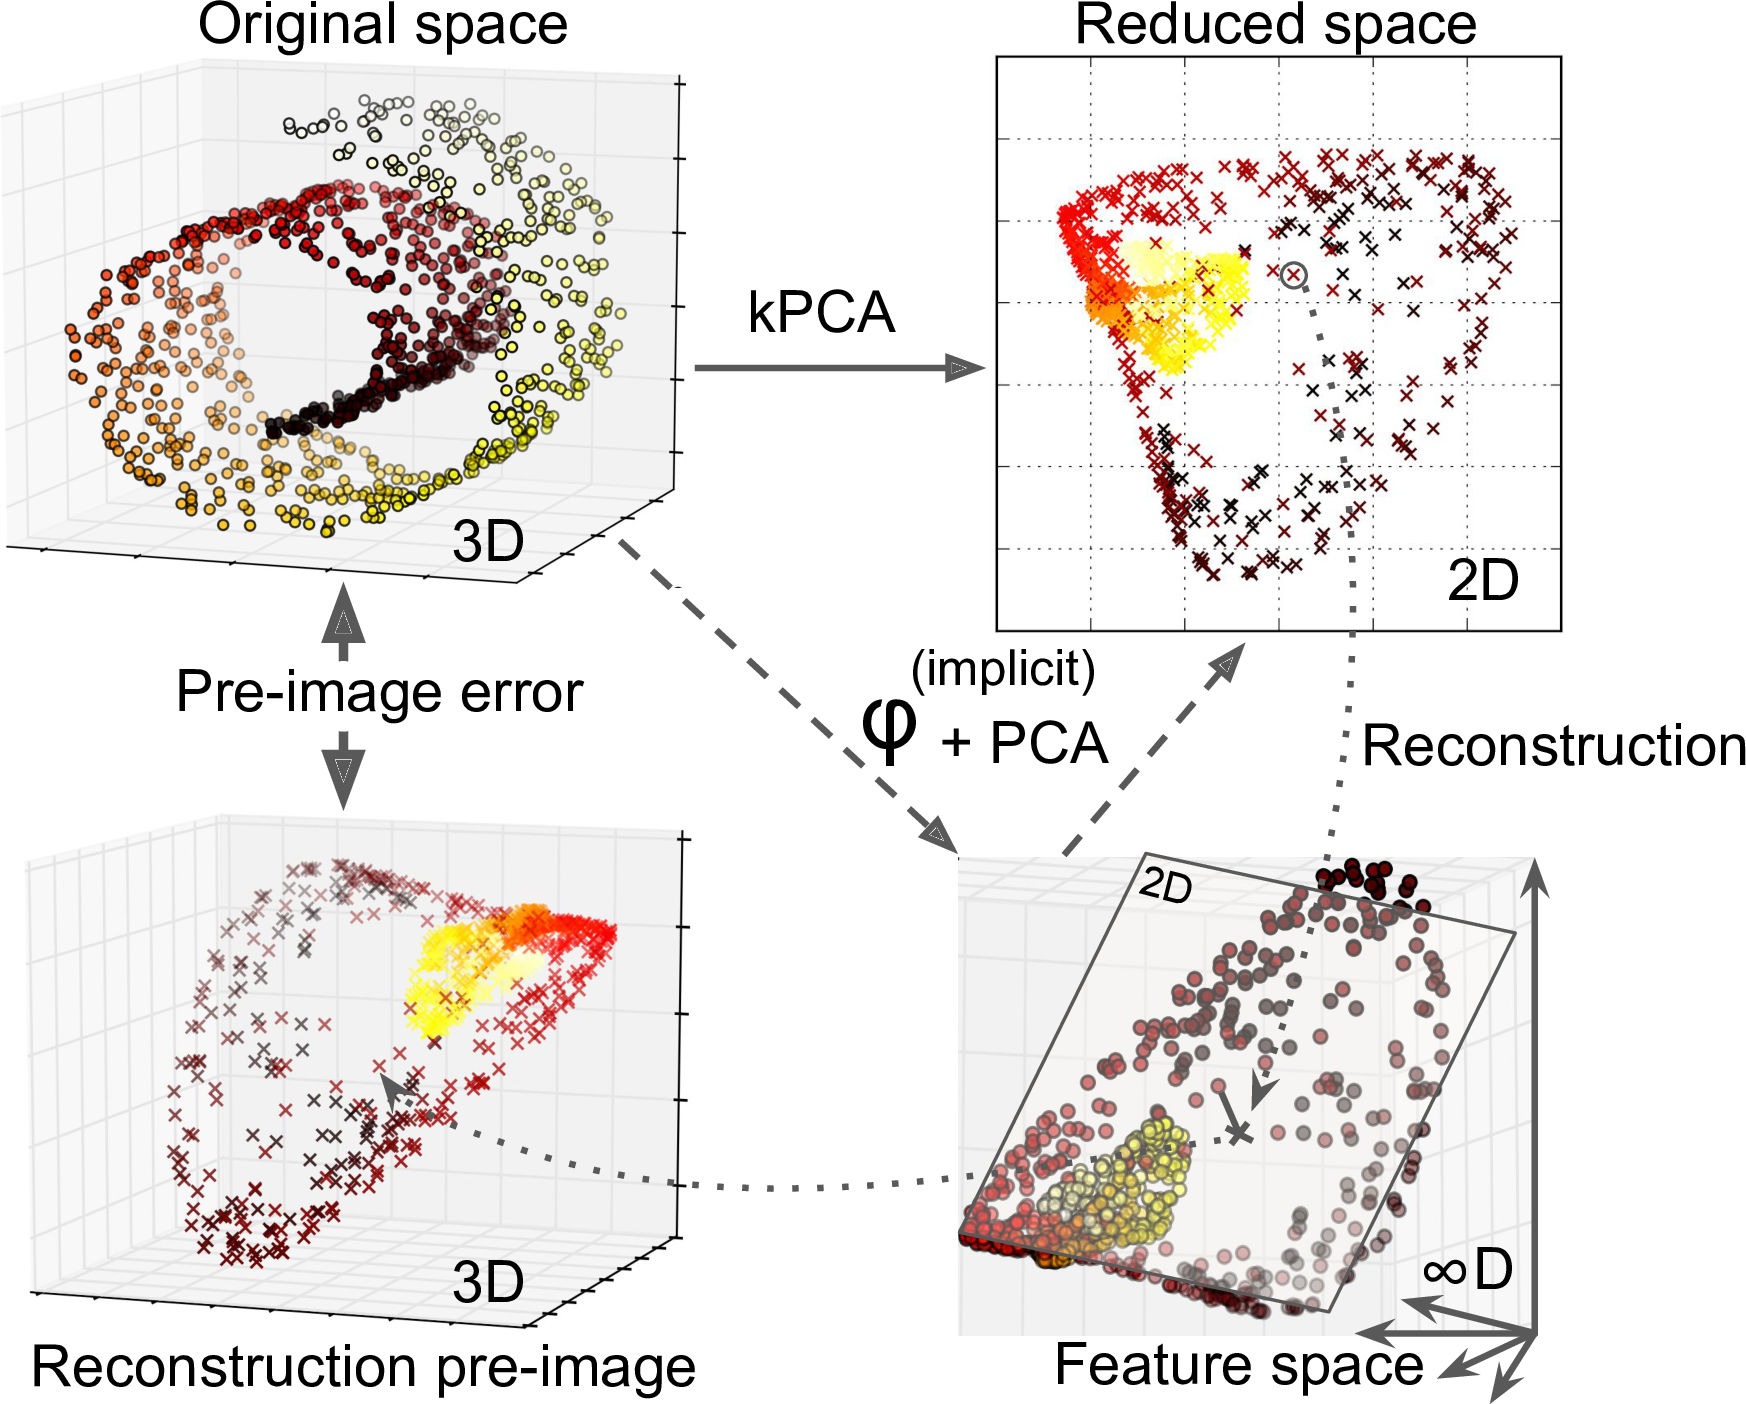 Original space
Reduced space
kPCA
3D
2D
Pre-image error
(implicit)
φ + PCA
Reconstruction
2D
3D
∞D
Reconstruction pre-image
Feature space